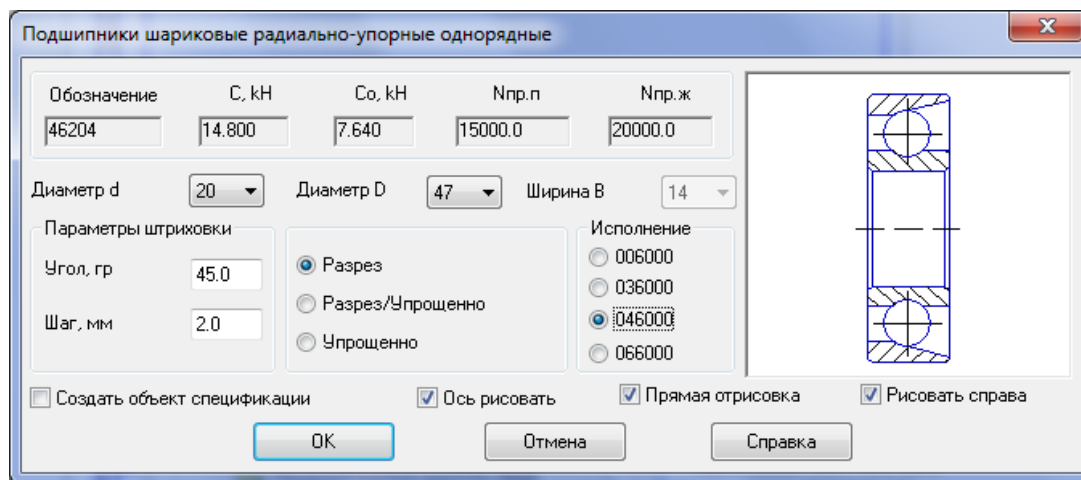 Подшипники шариковые радиально-упорные однорядные
Обозначение C, kH Co, kH Nпр.п Nпр.ж
46204 14.800 7.640 15000.0 20000.0
Диаметр d 20 Диаметр D 47 Ширина B 14
Параметры штриховки Исполнение
Угол, гр 45.0 Разрез 006000
Разрез/Упрощенно 036000
Шаг, мм 2.0 046000
Упрощенно 066000
Создать объект спецификации Ось рисовать Прямая отрисовка Рисовать справа
OK Отмена Справка